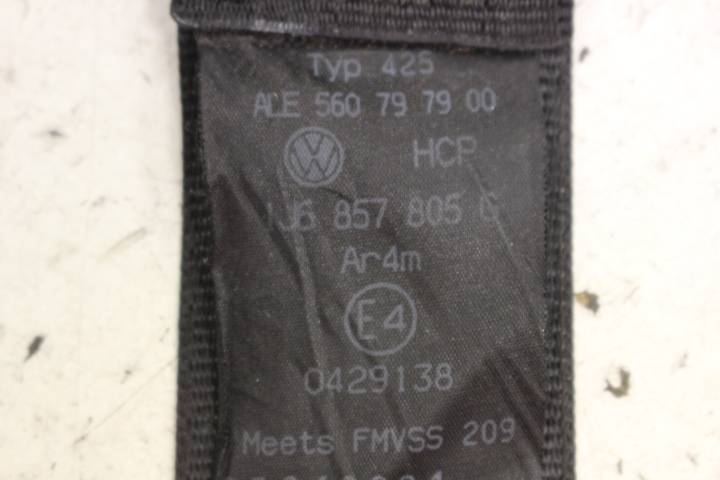 Typ 425
ALE 560 79 79 00
HCP
1J6 857 805 G
Ar4m
E4
0429138
Meets FMVSS 209